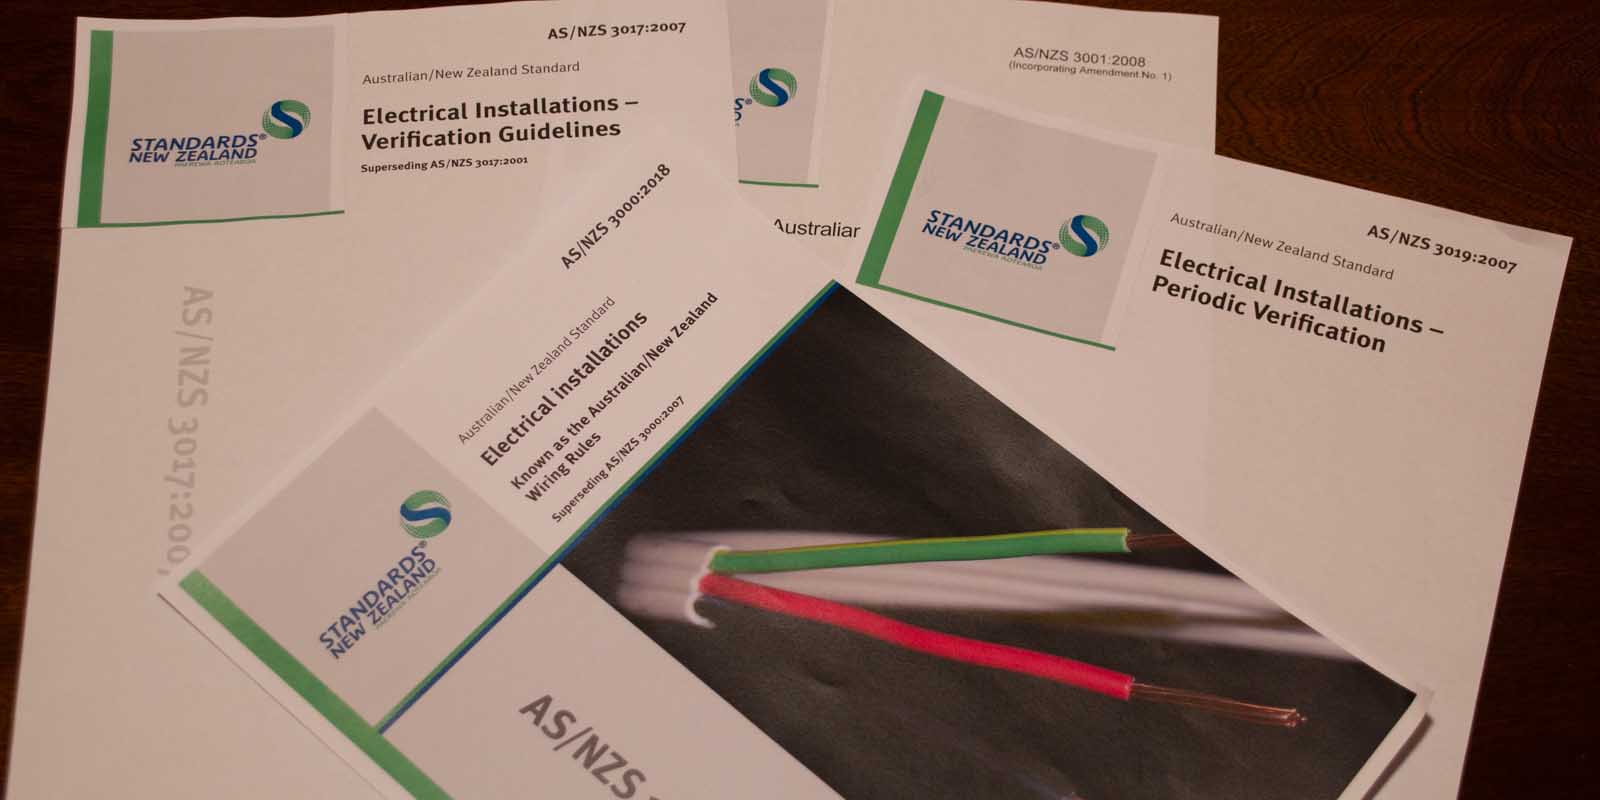 AS/NZS 3017:2007
Australian/New Zealand Standard
Electrical Installations –
Verification Guidelines
Superseding AS/NZS 3017:2001
STANDARDS®
NEW ZEALAND
PAEREWA AOTEAROA
AS/NZS 3017:200
S®
AS/NZS 3001:2008
(Incorporating Amendment No. 1)
Australian
AS/NZS 3019:2007
Australian/New Zealand Standard
Electrical Installations –
Periodic Verification
STANDARDS®
NEW ZEALAND
PAEREWA AOTEAROA
AS/NZS 3000:2018
Australian/New Zealand Standard
Electrical installations
Known as the Australian/New Zealand
Wiring Rules
Superseding AS/NZS 3000:2007
STANDARDS®
NEW ZEALAND
PAEREWA AOTEAROA
AS/NZS